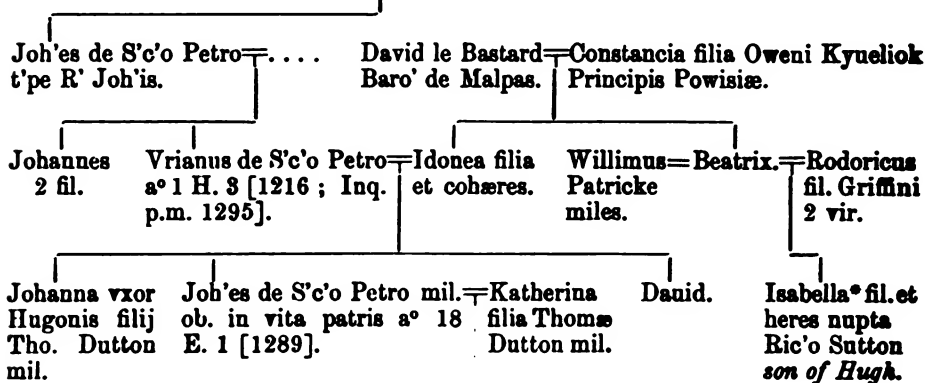 Joh'es de S'c'o Petro=....
t'pe R' Joh'is.
David le Bastard=Constancia filia Oweni Kyueliok
Baro' de Malpas. Principis Powisiæ.
Johannes
2 fil.
Vrianus de S'c'o Petro=Idonea filia
aº 1 H. 3 [1216 ; Inq. et cohæres.
p.m. 1295].
Willimus=Beatrix.=Rodoricus
Patricke fil. Griffini
miles. 2 vir.
Johanna vxor
Hugonis filij
Tho. Dutton
mil.
Joh'es de S'c'o Petro mil.=Katherina
ob. in vita patris aº 18 filia Thomæ
E. 1 [1289]. Dutton mil.
Dauid.
Isabella* fil. et
heres nupta
Ric'o Sutton
son of Hugh.